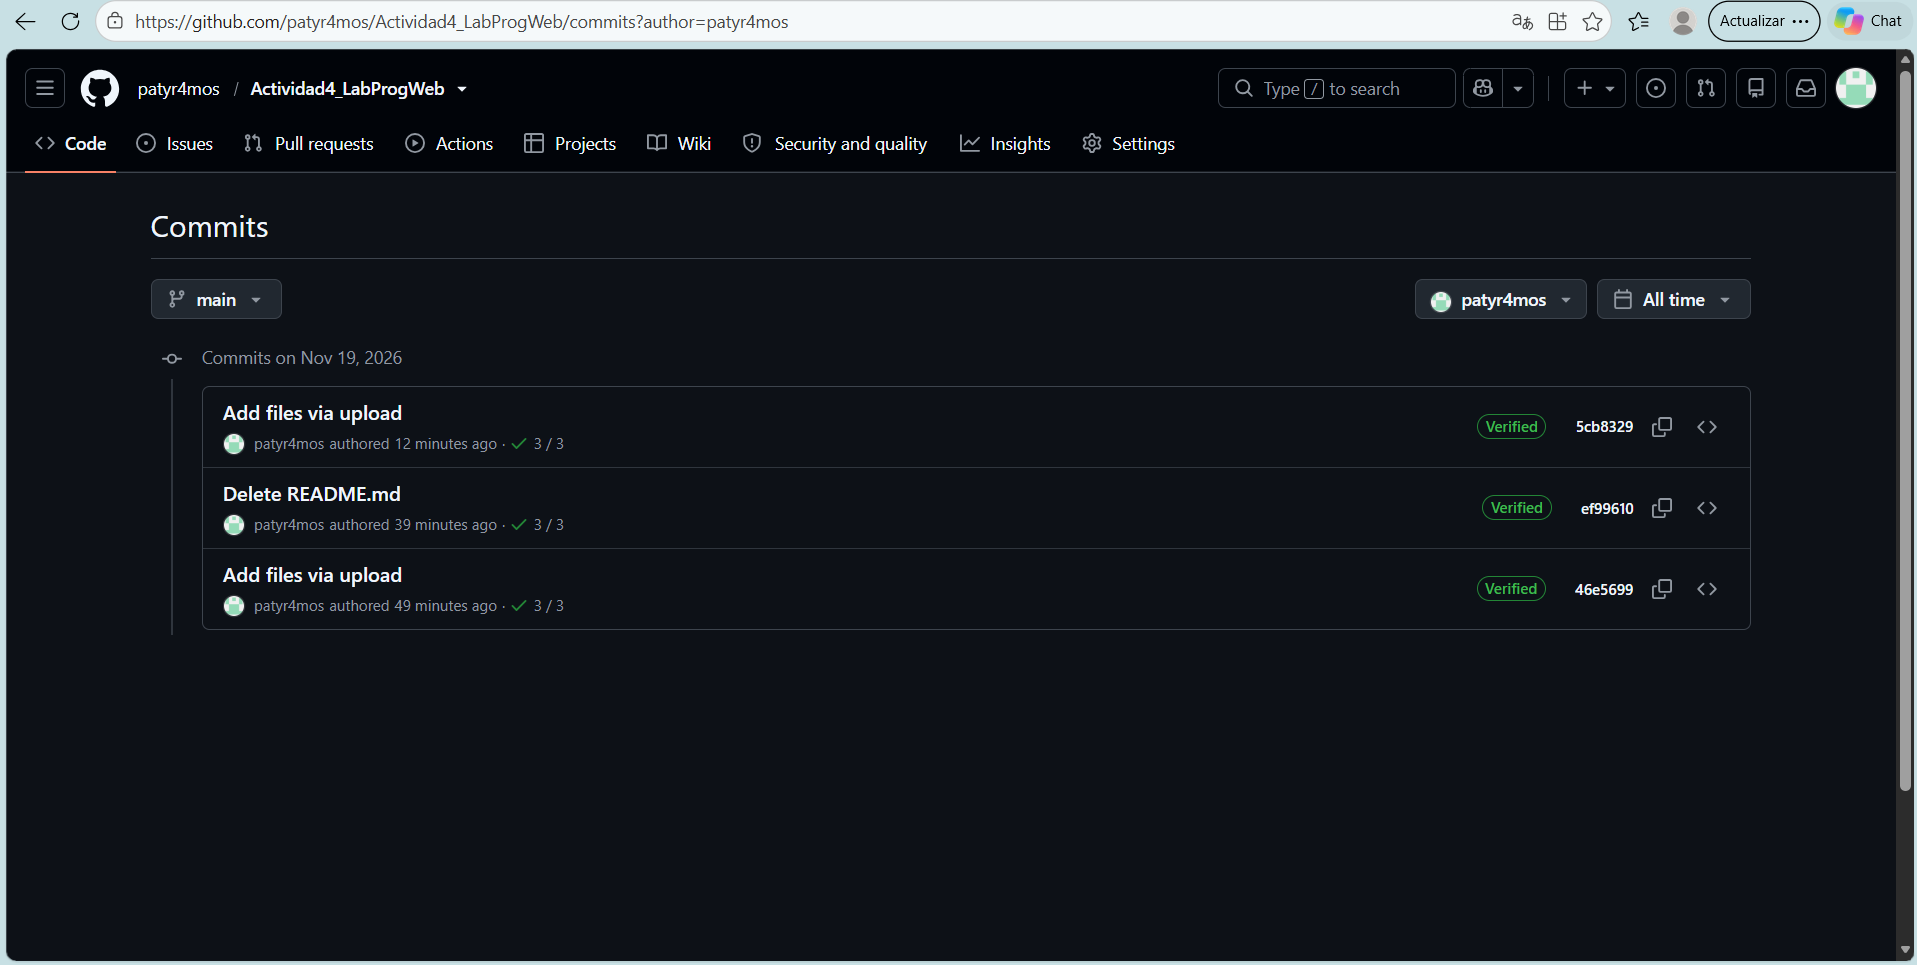 https://github.com/patyr4mos/Actividad4_LabProgWeb/commits?author=patyr4mos
Actualizar
Chat
patyr4mos / Actividad4_LabProgWeb
Type / to search
Code Issues Pull requests Actions Projects Wiki Security and quality Insights Settings
Commits
main
patyr4mos
All time
Commits on Nov 19, 2026
Add files via upload
patyr4mos authored 12 minutes ago · 3 / 3
Verified
5cb8329
Delete README.md
patyr4mos authored 39 minutes ago · 3 / 3
Verified
ef99610
Add files via upload
patyr4mos authored 49 minutes ago · 3 / 3
Verified
46e5699